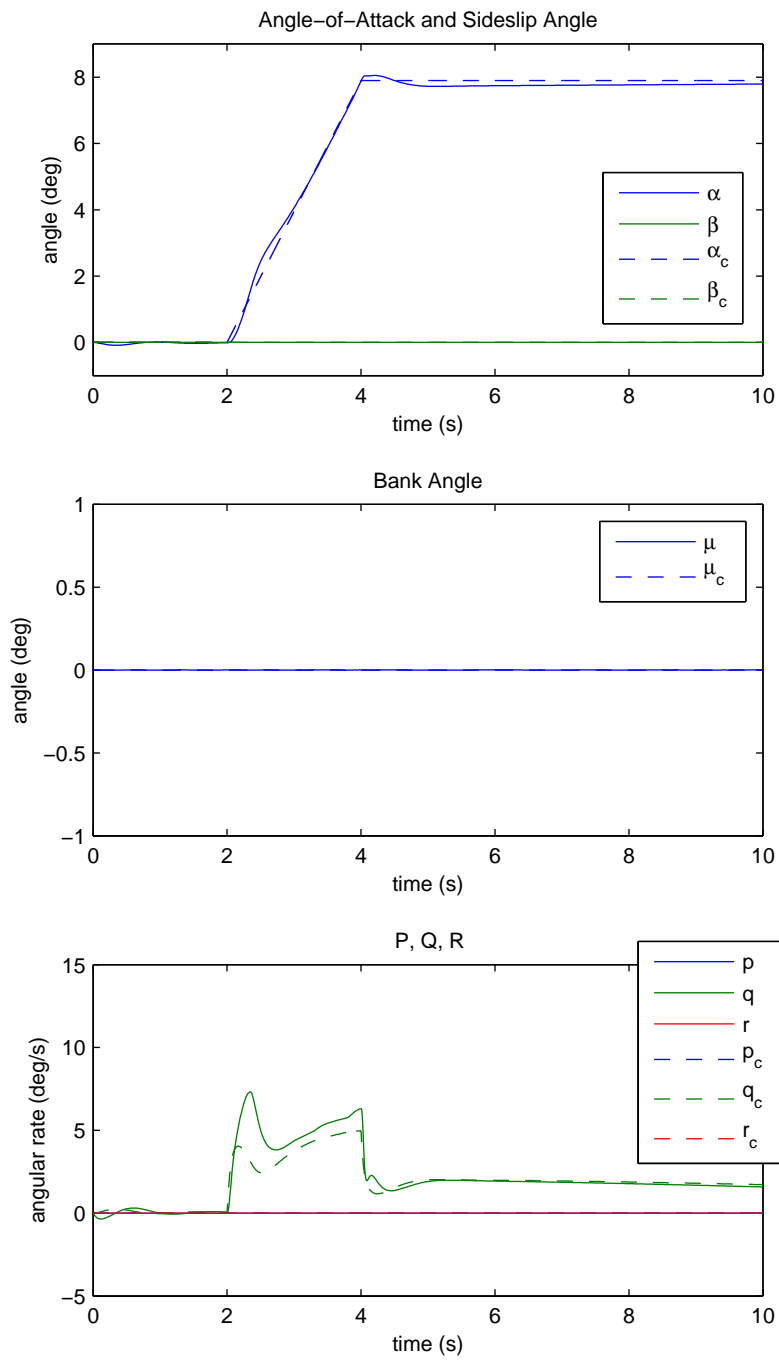 Angle−of−Attack and Sideslip Angle
8
6
4
2
0
angle (deg)
α
β
α_c
β_c
0 2 4 6 8 10
time (s)
Bank Angle
1
0.5
0
−0.5
−1
angle (deg)
μ
μ_c
0 2 4 6 8 10
time (s)
P, Q, R
15
10
5
0
−5
angular rate (deg/s)
p
q
r
p_c
q_c
r_c
0 2 4 6 8 10
time (s)